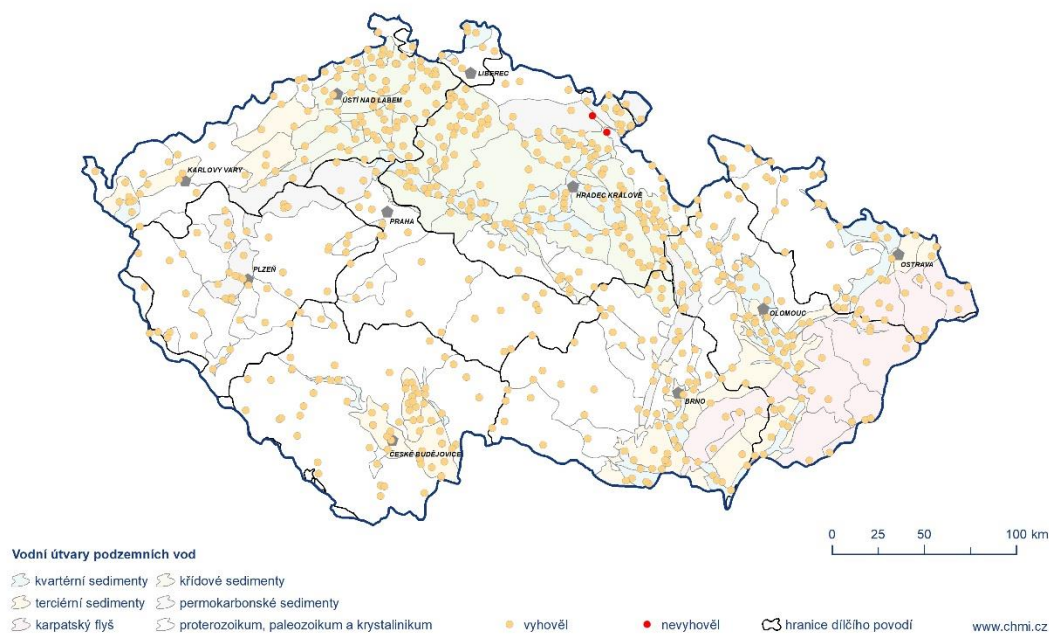 LIBEREC
ÚSTÍ NAD LABEM
KARLOVY VARY
HRADEC KRÁLOVÉ
PRAHA
OSTRAVA
PLZEŇ
OLOMOUC
BRNO
ČESKÉ BUDĚJOVICE
0 25 50 100 km
Vodní útvary podzemních vod
kvartérní sedimenty křídové sedimenty
terciérní sedimenty permokarbonské sedimenty
karpatský flyš proterozoikum, paleozoikum a krystalinikum vyhověl nevyhověl hranice dílčího povodí www.chmi.cz